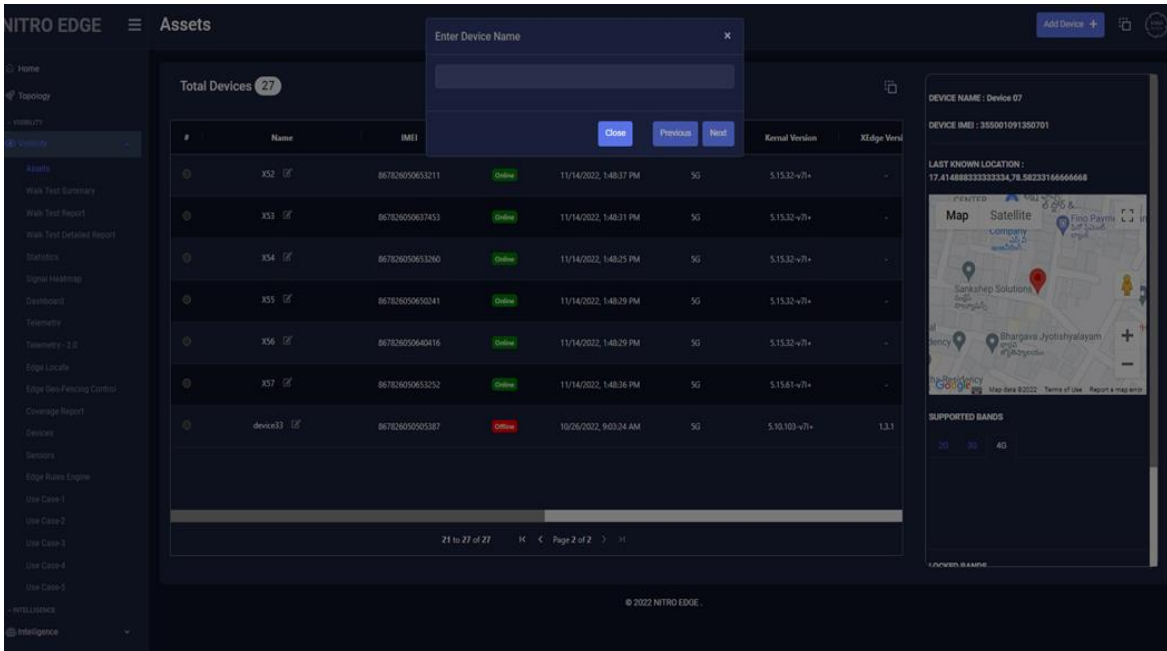 NITRO EDGE
Assets
Add Device +
Enter Device Name
×
Close
Previous
Next
Home
Topology
- VISIBILITY
Visibility
Assets
Walk Test Summary
Walk Test Report
Walk Test Detailed Report
Statistics
Signal Heatmap
Dashboard
Telemetry
Telemetry - 2.0
Edge Locate
Edge Geo-Fencing Control
Coverage Report
Devices
Sensors
Edge Rules Engine
Use Case-1
Use Case-2
Use Case-3
Use Case-4
Use Case-5
- INTELLIGENCE
Intelligence
Total Devices 27
# Name IMEI Kernal Version XEdge Versi
X52 867826050653211 Online 11/14/2022, 1:48:37 PM 5G 5.15.32-v7l+ -
X53 867826050637453 Online 11/14/2022, 1:48:31 PM 5G 5.15.32-v7l+ -
X54 867826050653260 Online 11/14/2022, 1:48:25 PM 5G 5.15.32-v7l+ -
X55 867826050650241 Online 11/14/2022, 1:48:29 PM 5G 5.15.32-v7l+ -
X56 867826050640416 Online 11/14/2022, 1:48:29 PM 5G 5.15.32-v7l+ -
X57 867826050653252 Online 11/14/2022, 1:48:36 PM 5G 5.15.61-v7l+ -
device33 867826050505387 Offline 10/26/2022, 9:03:24 AM 5G 5.10.103-v7l+ 1.3.1
21 to 27 of 27 Page 2 of 2
© 2022 NITRO EDGE .
DEVICE NAME : Device 07
DEVICE IMEI : 355001091350701
LAST KNOWN LOCATION :
17.414888333333334,78.58233166666668
Map Satellite
Fino Payme
Company
Sankshep Solutions
Bhargava Jyotishyalayam
Google
Map data ©2022 Terms of Use Report a map error
SUPPORTED BANDS
2G 3G 4G
LOCKED BANDS